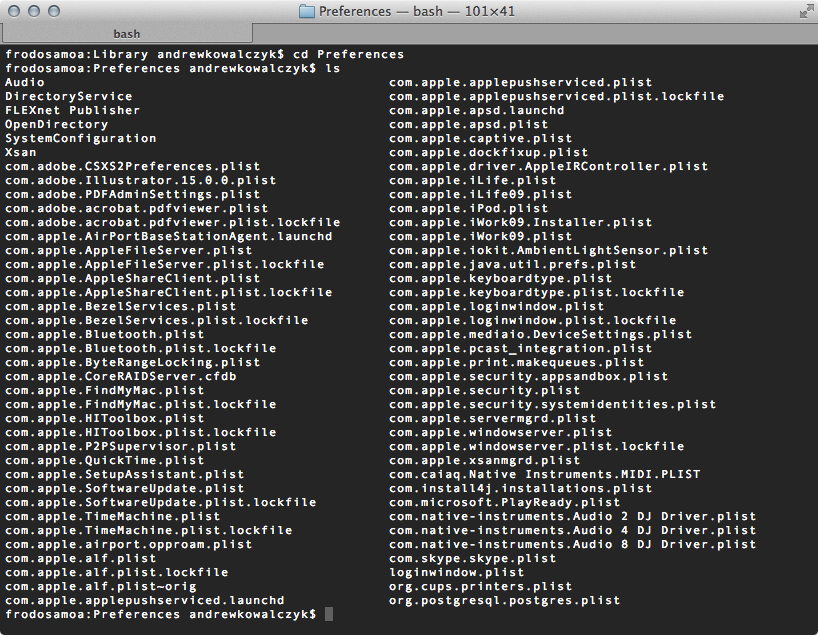 Preferences — bash — 101×41
bash
frodosamoa:Library andrewkowalczyk$ cd Preferences
frodosamoa:Preferences andrewkowalczyk$ ls
Audio com.apple.applepushserviced.plist
DirectoryService com.apple.applepushserviced.plist.lockfile
FLEXnet Publisher com.apple.apsd.launchd
OpenDirectory com.apple.apsd.plist
SystemConfiguration com.apple.captive.plist
Xsan com.apple.dockfixup.plist
com.adobe.CSXS2Preferences.plist com.apple.driver.AppleIRController.plist
com.adobe.Illustrator.15.0.0.plist com.apple.iLife.plist
com.adobe.PDFAdminSettings.plist com.apple.iLife09.plist
com.adobe.acrobat.pdfviewer.plist com.apple.iPod.plist
com.adobe.acrobat.pdfviewer.plist.lockfile com.apple.iWork09.Installer.plist
com.apple.AirPortBaseStationAgent.launchd com.apple.iWork09.plist
com.apple.AppleFileServer.plist com.apple.iokit.AmbientLightSensor.plist
com.apple.AppleFileServer.plist.lockfile com.apple.java.util.prefs.plist
com.apple.AppleShareClient.plist com.apple.keyboardtype.plist
com.apple.AppleShareClient.plist.lockfile com.apple.keyboardtype.plist.lockfile
com.apple.BezelServices.plist com.apple.loginwindow.plist
com.apple.BezelServices.plist.lockfile com.apple.loginwindow.plist.lockfile
com.apple.Bluetooth.plist com.apple.mediaio.DeviceSettings.plist
com.apple.Bluetooth.plist.lockfile com.apple.pcast_integration.plist
com.apple.ByteRangeLocking.plist com.apple.print.makequeues.plist
com.apple.CoreRAIDServer.cfdb com.apple.security.appsandbox.plist
com.apple.FindMyMac.plist com.apple.security.plist
com.apple.FindMyMac.plist.lockfile com.apple.security.systemidentities.plist
com.apple.HIToolbox.plist com.apple.servermgrd.plist
com.apple.HIToolbox.plist.lockfile com.apple.windowserver.plist
com.apple.P2PSupervisor.plist com.apple.windowserver.plist.lockfile
com.apple.QuickTime.plist com.apple.xsanmgrd.plist
com.apple.SetupAssistant.plist com.caiaq.Native Instruments.MIDI.PLIST
com.apple.SoftwareUpdate.plist com.install4j.installations.plist
com.apple.SoftwareUpdate.plist.lockfile com.microsoft.PlayReady.plist
com.apple.TimeMachine.plist com.native-instruments.Audio 2 DJ Driver.plist
com.apple.TimeMachine.plist.lockfile com.native-instruments.Audio 4 DJ Driver.plist
com.apple.airport.opproam.plist com.native-instruments.Audio 8 DJ Driver.plist
com.apple.alf.plist com.skype.skype.plist
com.apple.alf.plist.lockfile loginwindow.plist
com.apple.alf.plist~orig org.cups.printers.plist
com.apple.applepushserviced.launchd org.postgresql.postgres.plist
frodosamoa:Preferences andrewkowalczyk$